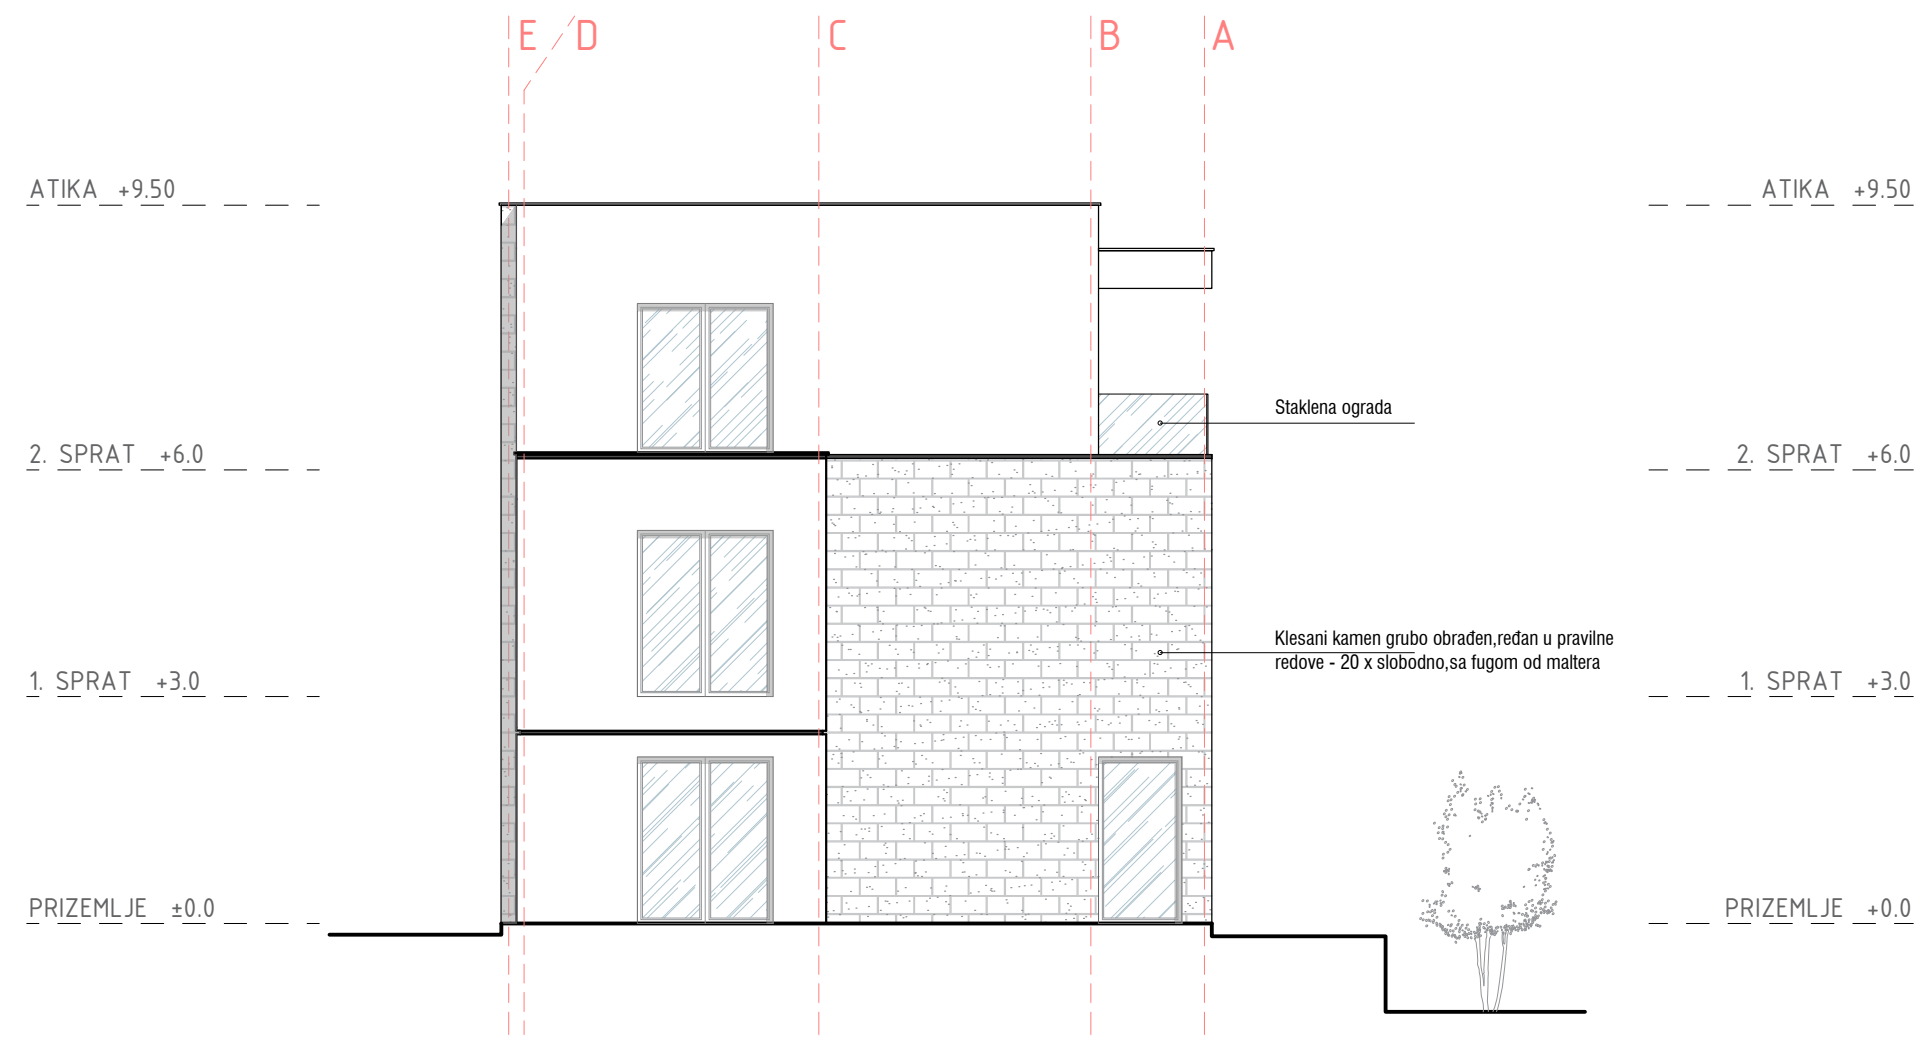 E D C B A
ATIKA +9.50
ATIKA +9.50
Staklena ograda
2. SPRAT +6.0
2. SPRAT +6.0
Klesani kamen grubo obrađen,ređan u pravilne
redove - 20 x slobodno,sa fugom od maltera
1. SPRAT +3.0
1. SPRAT +3.0
PRIZEMLJE ±0.0
PRIZEMLJE +0.0